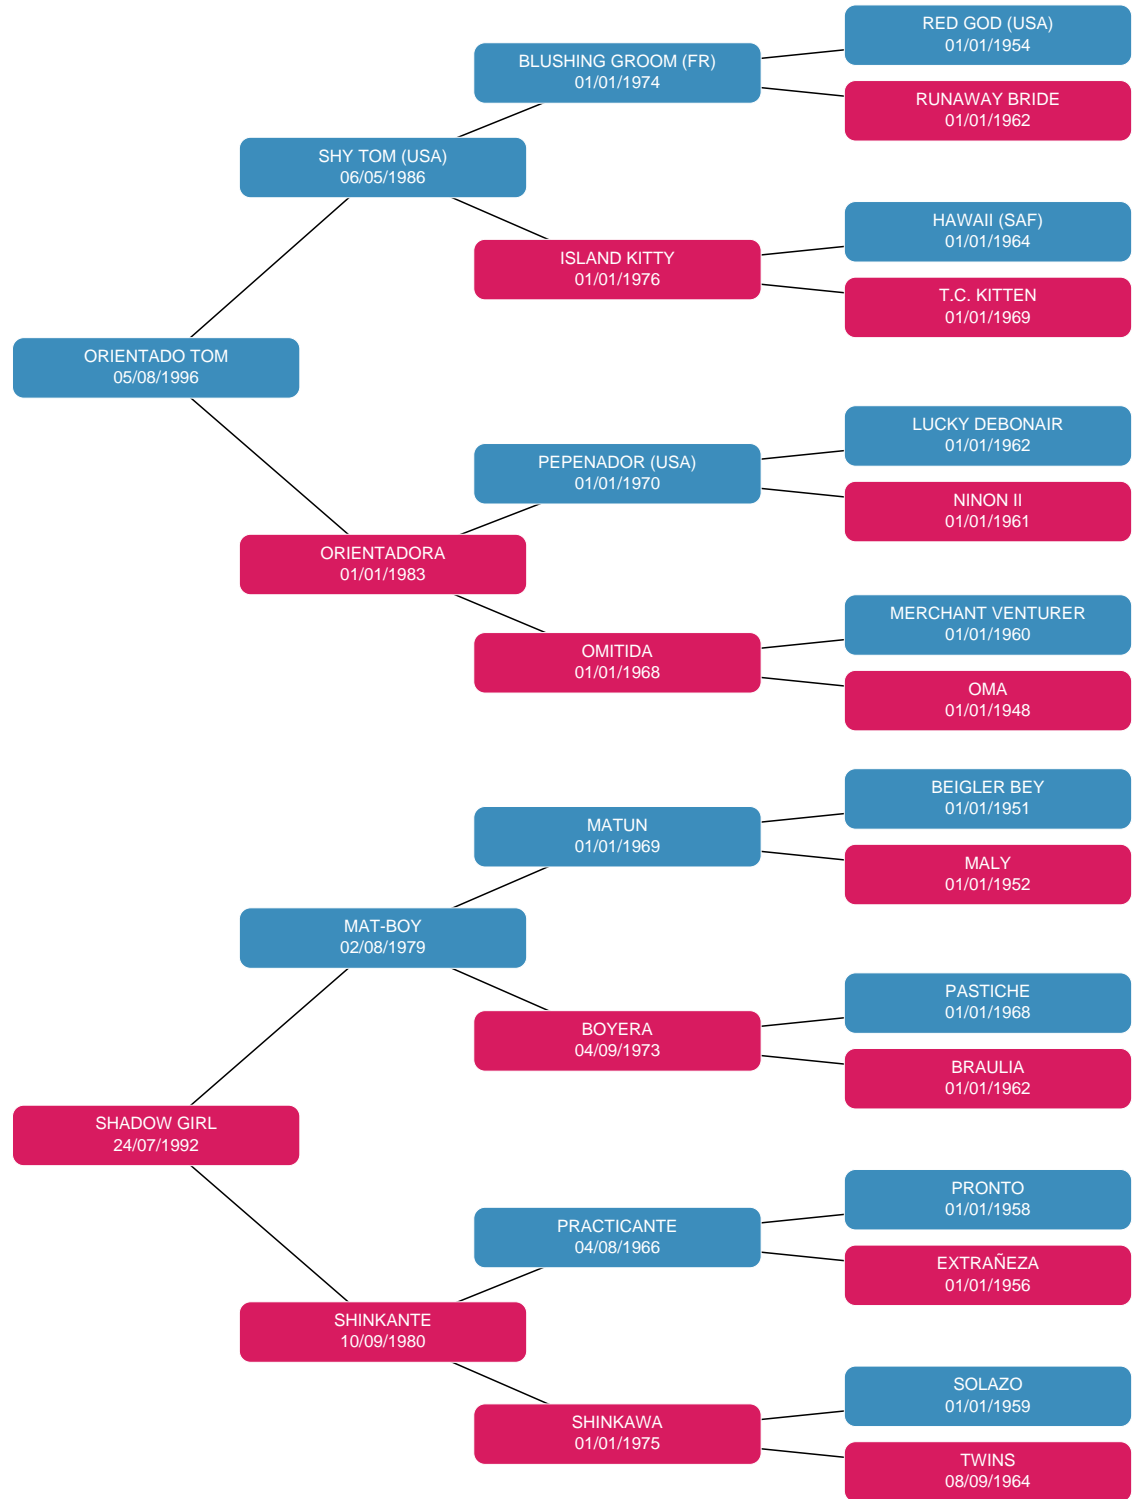 RED GOD (USA)
01/01/1954
BLUSHING GROOM (FR)
01/01/1974
RUNAWAY BRIDE
01/01/1962
SHY TOM (USA)
06/05/1986
HAWAII (SAF)
01/01/1964
ISLAND KITTY
01/01/1976
T.C. KITTEN
01/01/1969
ORIENTADO TOM
05/08/1996
LUCKY DEBONAIR
01/01/1962
PEPENADOR (USA)
01/01/1970
NINON II
01/01/1961
ORIENTADORA
01/01/1983
MERCHANT VENTURER
01/01/1960
OMITIDA
01/01/1968
OMA
01/01/1948
BEIGLER BEY
01/01/1951
MATUN
01/01/1969
MALY
01/01/1952
MAT-BOY
02/08/1979
PASTICHE
01/01/1968
BOYERA
04/09/1973
BRAULIA
01/01/1962
SHADOW GIRL
24/07/1992
PRONTO
01/01/1958
PRACTICANTE
04/08/1966
EXTRAÑEZA
01/01/1956
SHINKANTE
10/09/1980
SOLAZO
01/01/1959
SHINKAWA
01/01/1975
TWINS
08/09/1964